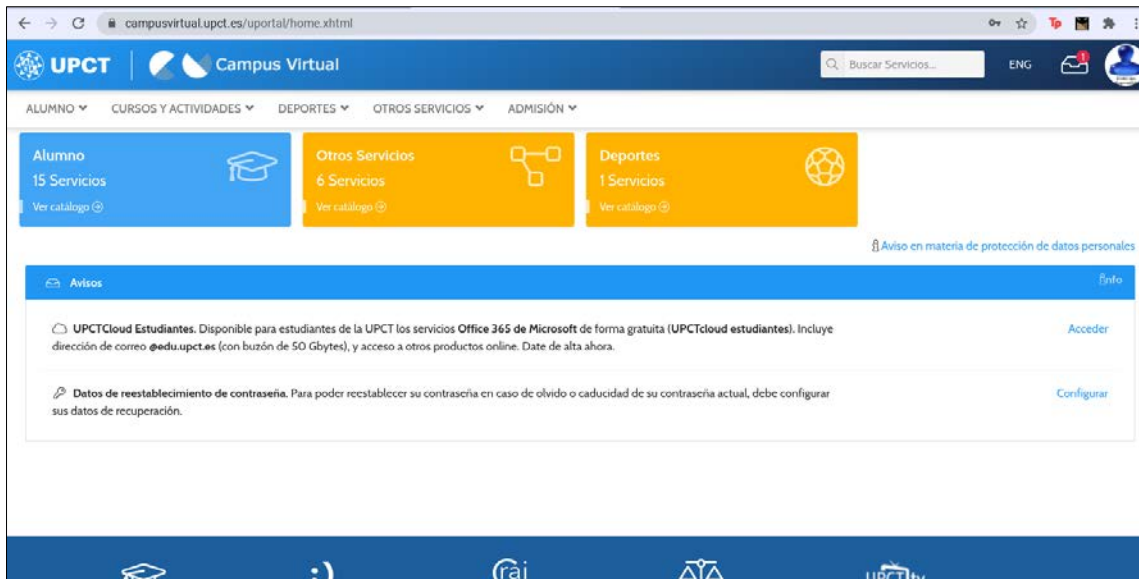 campusvirtual.upct.es/uportal/home.xhtml
Tp
UPCT Campus Virtual
Buscar Servicios...
ENG
1
ALUMNO CURSOS Y ACTIVIDADES DEPORTES OTROS SERVICIOS ADMISIÓN
Alumno
15 Servicios
Ver catálogo
Otros Servicios
6 Servicios
Ver catálogo
Deportes
1 Servicios
Ver catálogo
Aviso en materia de protección de datos personales
Avisos
Info
UPCTCloud Estudiantes. Disponible para estudiantes de la UPCT los servicios Office 365 de Microsoft de forma gratuita (UPCTcloud estudiantes). Incluye
dirección de correo @edu.upct.es (con buzón de 50 Gbytes), y acceso a otros productos online. Date de alta ahora.
Acceder
Datos de reestablecimiento de contraseña. Para poder reestablecer su contraseña en caso de olvido o caducidad de su contraseña actual, debe configurar
sus datos de recuperación.
Configurar
:)
crai
UPCTtv